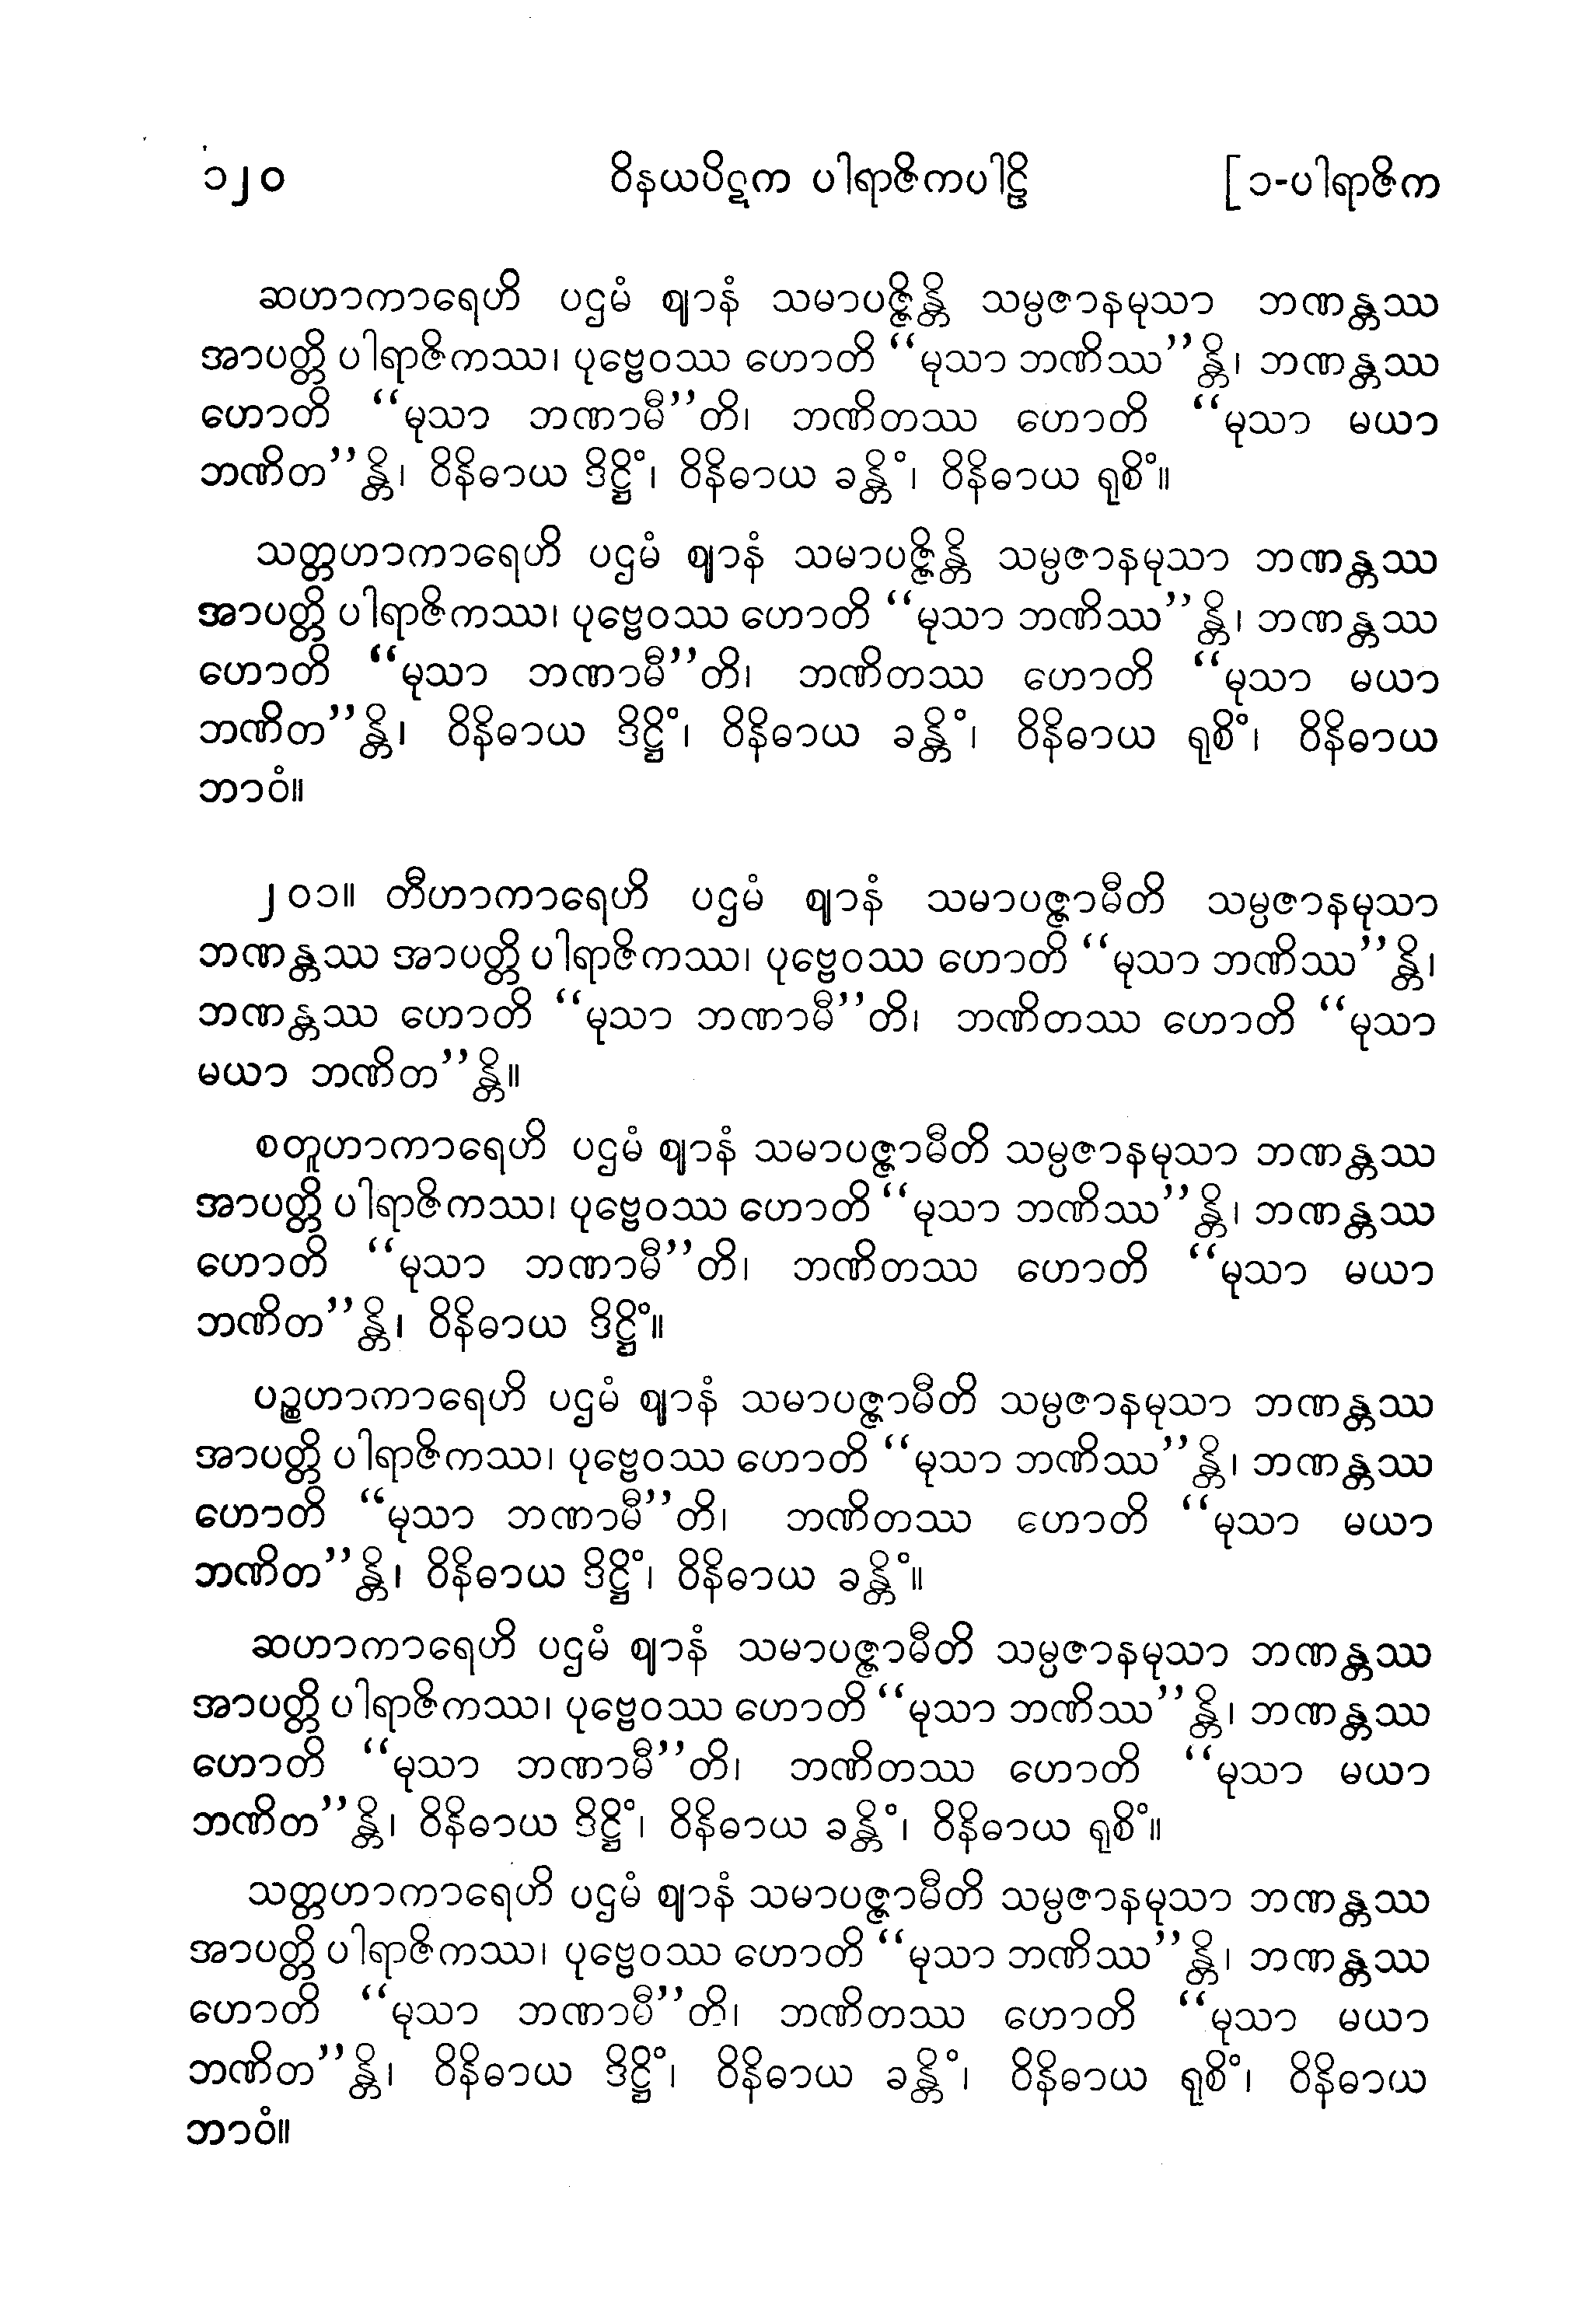 ၁၂၀ ဝိနယပိဋက ပါရာဇိကပါဠိ [ ၁-ပါရာဇိက
ဆဟာကာရေဟိ ပဌမံ ဈာနံ သမာပဇ္ဇိန္တိ သမ္ပဇာနမုသာ ဘဏန္တဿ
အာပတ္တိ ပါရာဇိကဿ၊ ပုဗ္ဗေဝဿ ဟောတိ “မုသာ ဘဏိဿ”န္တိ၊ ဘဏန္တဿ
ဟောတိ “မုသာ ဘဏာမီ”တိ၊ ဘဏိတဿ ဟောတိ “မုသာ မယာ
ဘဏိတ”န္တိ၊ ဝိနိဓာယ ဒိဋ္ဌိံ၊ ဝိနိဓာယ ခန္တိံ၊ ဝိနိဓာယ ရုစိံ။
သတ္တဟာကာရေဟိ ပဌမံ ဈာနံ သမာပဇ္ဇိန္တိ သမ္ပဇာနမုသာ ဘဏန္တဿ
အာပတ္တိ ပါရာဇိကဿ၊ ပုဗ္ဗေဝဿ ဟောတိ “မုသာ ဘဏိဿ”န္တိ၊ ဘဏန္တဿ
ဟောတိ “မုသာ ဘဏာမီ”တိ၊ ဘဏိတဿ ဟောတိ “မုသာ မယာ
ဘဏိတ”န္တိ၊ ဝိနိဓာယ ဒိဋ္ဌိံ၊ ဝိနိဓာယ ခန္တိံ၊ ဝိနိဓာယ ရုစိံ၊ ဝိနိဓာယ
ဘာဝံ။
၂၀၁။ တီဟာကာရေဟိ ပဌမံ ဈာနံ သမာပဇ္ဇာမီတိ သမ္ပဇာနမုသာ
ဘဏန္တဿ အာပတ္တိ ပါရာဇိကဿ၊ ပုဗ္ဗေဝဿ ဟောတိ “မုသာ ဘဏိဿ”န္တိ၊
ဘဏန္တဿ ဟောတိ “မုသာ ဘဏာမီ”တိ၊ ဘဏိတဿ ဟောတိ “မုသာ
မယာ ဘဏိတ”န္တိ။
စတူဟာကာရေဟိ ပဌမံ ဈာနံ သမာပဇ္ဇာမီတိ သမ္ပဇာနမုသာ ဘဏန္တဿ
အာပတ္တိ ပါရာဇိကဿ၊ ပုဗ္ဗေဝဿ ဟောတိ “မုသာ ဘဏိဿ”န္တိ၊ ဘဏန္တဿ
ဟောတိ “မုသာ ဘဏာမီ”တိ၊ ဘဏိတဿ ဟောတိ “မုသာ မယာ
ဘဏိတ”န္တိ၊ ဝိနိဓာယ ဒိဋ္ဌိံ။
ပဉ္စဟာကာရေဟိ ပဌမံ ဈာနံ သမာပဇ္ဇာမီတိ သမ္ပဇာနမုသာ ဘဏန္တဿ
အာပတ္တိ ပါရာဇိကဿ၊ ပုဗ္ဗေဝဿ ဟောတိ “မုသာ ဘဏိဿ”န္တိ၊ ဘဏန္တဿ
ဟောတိ “မုသာ ဘဏာမီ”တိ၊ ဘဏိတဿ ဟောတိ “မုသာ မယာ
ဘဏိတ”န္တိ၊ ဝိနိဓာယ ဒိဋ္ဌိံ၊ ဝိနိဓာယ ခန္တိံ။
ဆဟာကာရေဟိ ပဌမံ ဈာနံ သမာပဇ္ဇာမီတိ သမ္ပဇာနမုသာ ဘဏန္တဿ
အာပတ္တိ ပါရာဇိကဿ၊ ပုဗ္ဗေဝဿ ဟောတိ “မုသာ ဘဏိဿ”န္တိ၊ ဘဏန္တဿ
ဟောတိ “မုသာ ဘဏာမီ”တိ၊ ဘဏိတဿ ဟောတိ “မုသာ မယာ
ဘဏိတ”န္တိ၊ ဝိနိဓာယ ဒိဋ္ဌိံ၊ ဝိနိဓာယ ခန္တိံ၊ ဝိနိဓာယ ရုစိံ။
သတ္တဟာကာရေဟိ ပဌမံ ဈာနံ သမာပဇ္ဇာမီတိ သမ္ပဇာနမုသာ ဘဏန္တဿ
အာပတ္တိ ပါရာဇိကဿ၊ ပုဗ္ဗေဝဿ ဟောတိ “မုသာ ဘဏိဿ”န္တိ၊ ဘဏန္တဿ
ဟောတိ “မုသာ ဘဏာမီ”တိ၊ ဘဏိတဿ ဟောတိ “မုသာ မယာ
ဘဏိတ”န္တိ၊ ဝိနိဓာယ ဒိဋ္ဌိံ၊ ဝိနိဓာယ ခန္တိံ၊ ဝိနိဓာယ ရုစိံ၊ ဝိနိဓာယ
ဘာဝံ။